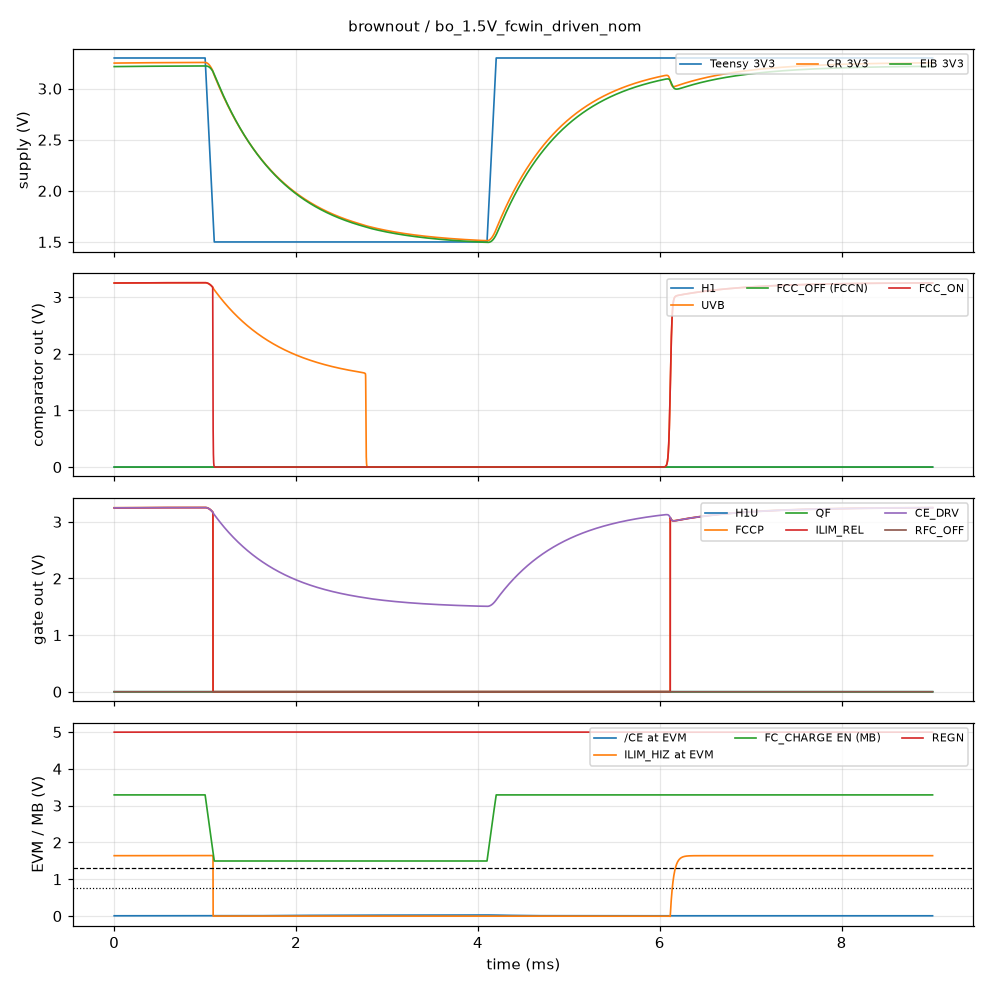 brownout / bo_1.5V_fcwin_driven_nom
supply (V)
3.0
2.5
2.0
1.5
Teensy 3V3 CR 3V3 EIB 3V3
comparator out (V)
3
2
1
0
H1 FCC_OFF (FCCN) FCC_ON
UVB
gate out (V)
3
2
1
0
H1U QF CE_DRV
FCCP ILIM_REL RFC_OFF
EVM / MB (V)
5
4
3
2
1
0
/CE at EVM FC_CHARGE EN (MB) REGN
ILIM_HIZ at EVM
0 2 4 6 8
time (ms)